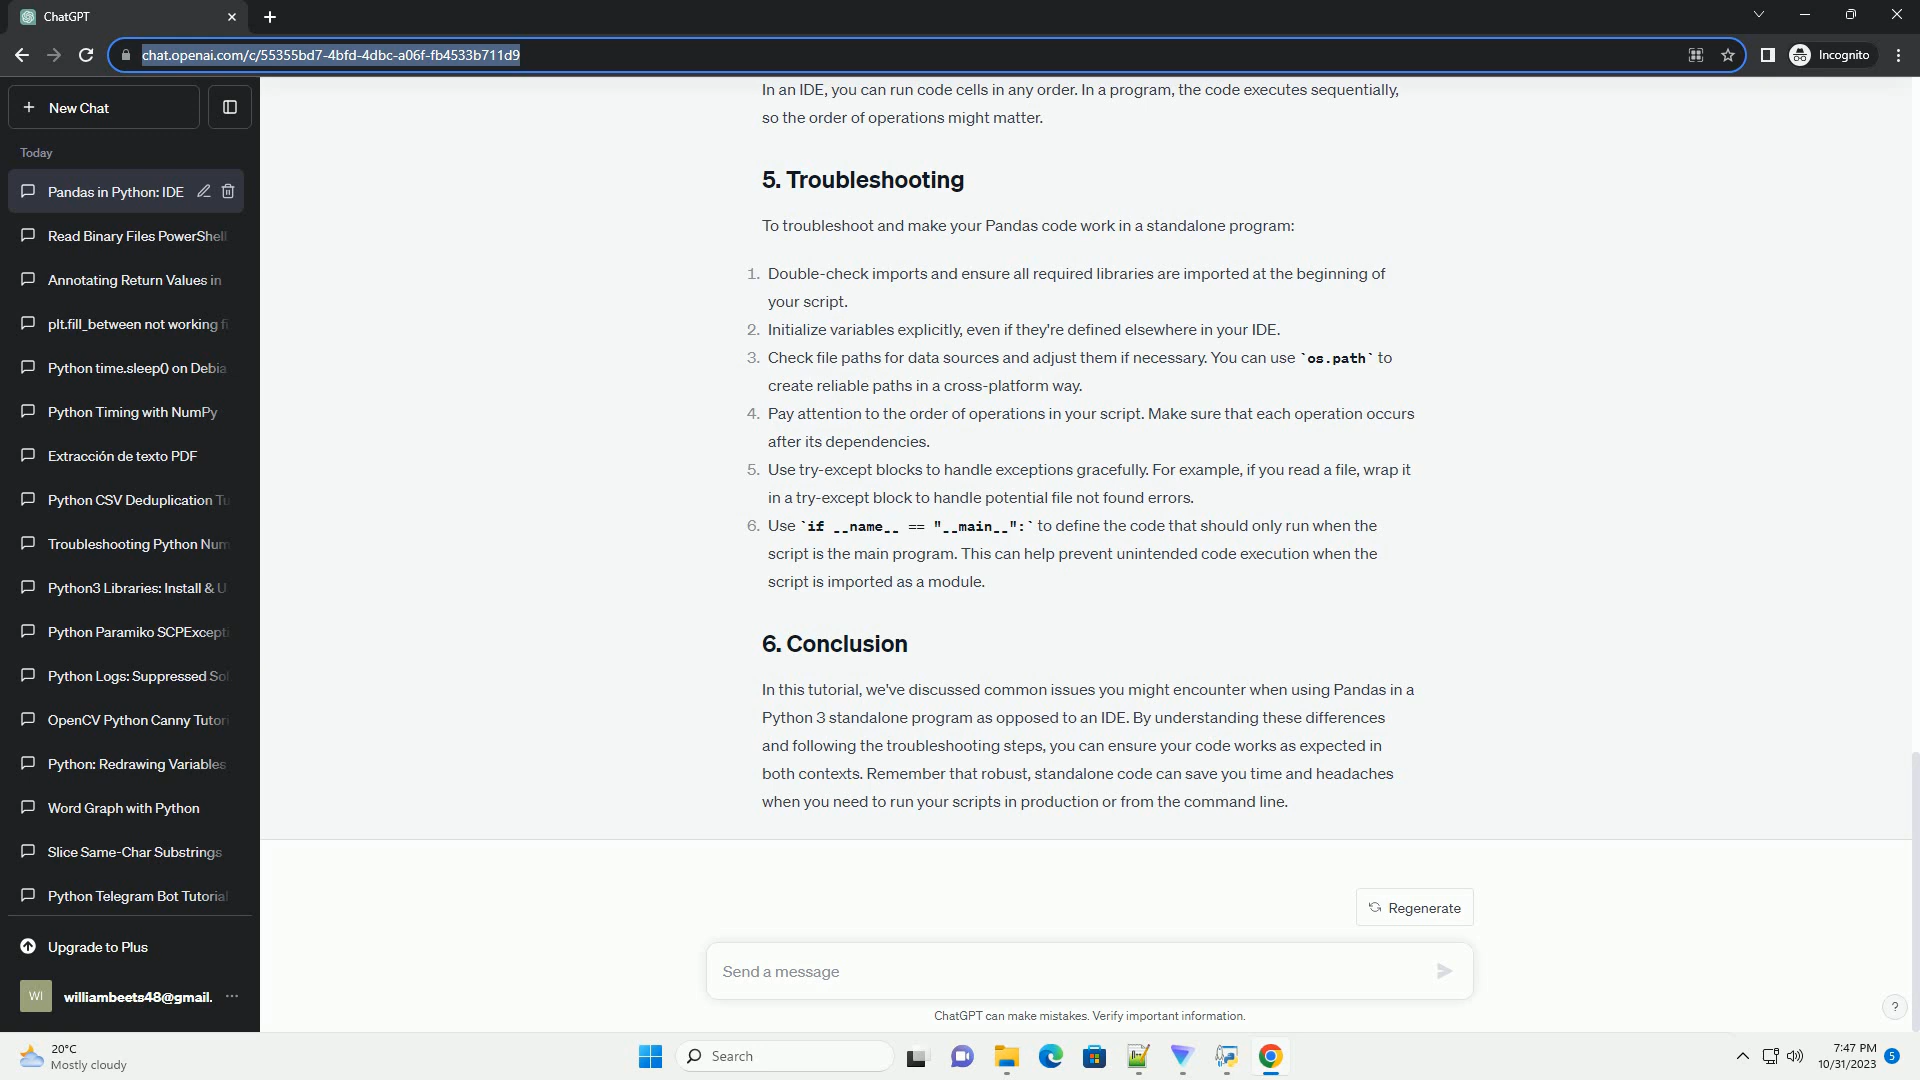 ChatGPT
chat.openai.com/c/55355bd7-4bfd-4dbc-a06f-fb4533b711d9
Incognito
New Chat
Today
Pandas in Python: IDE
Read Binary Files PowerShell
Annotating Return Values in
plt.fill_between not working fi
Python time.sleep() on Debia
Python Timing with NumPy
Extracción de texto PDF
Python CSV Deduplication Tu
Troubleshooting Python Num
Python3 Libraries: Install & U
Python Paramiko SCPExcepti
Python Logs: Suppressed Sol
OpenCV Python Canny Tutori
Python: Redrawing Variables
Word Graph with Python
Slice Same-Char Substrings
Python Telegram Bot Tutorial
Upgrade to Plus
WI
williambeets48@gmail.
In an IDE, you can run code cells in any order. In a program, the code executes sequentially,
so the order of operations might matter.
5. Troubleshooting
To troubleshoot and make your Pandas code work in a standalone program:
1. Double-check imports and ensure all required libraries are imported at the beginning of
your script.
2. Initialize variables explicitly, even if they're defined elsewhere in your IDE.
3. Check file paths for data sources and adjust them if necessary. You can use `os.path` to
create reliable paths in a cross-platform way.
4. Pay attention to the order of operations in your script. Make sure that each operation occurs
after its dependencies.
5. Use try-except blocks to handle exceptions gracefully. For example, if you read a file, wrap it
in a try-except block to handle potential file not found errors.
6. Use `if __name__ == "__main__":` to define the code that should only run when the
script is the main program. This can help prevent unintended code execution when the
script is imported as a module.
6. Conclusion
In this tutorial, we've discussed common issues you might encounter when using Pandas in a
Python 3 standalone program as opposed to an IDE. By understanding these differences
and following the troubleshooting steps, you can ensure your code works as expected in
both contexts. Remember that robust, standalone code can save you time and headaches
when you need to run your scripts in production or from the command line.
Regenerate
Send a message
ChatGPT can make mistakes. Verify important information.
?
20°C
Mostly cloudy
Search
7:47 PM
10/31/2023
5